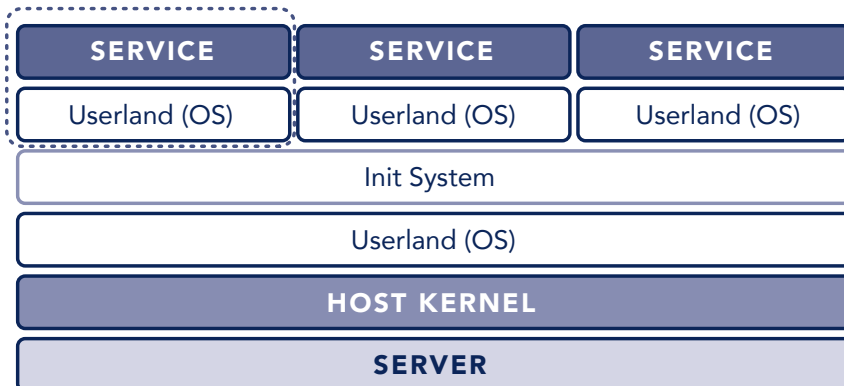 SERVICE SERVICE SERVICE
Userland (OS) Userland (OS) Userland (OS)
Init System
Userland (OS)
HOST KERNEL
SERVER